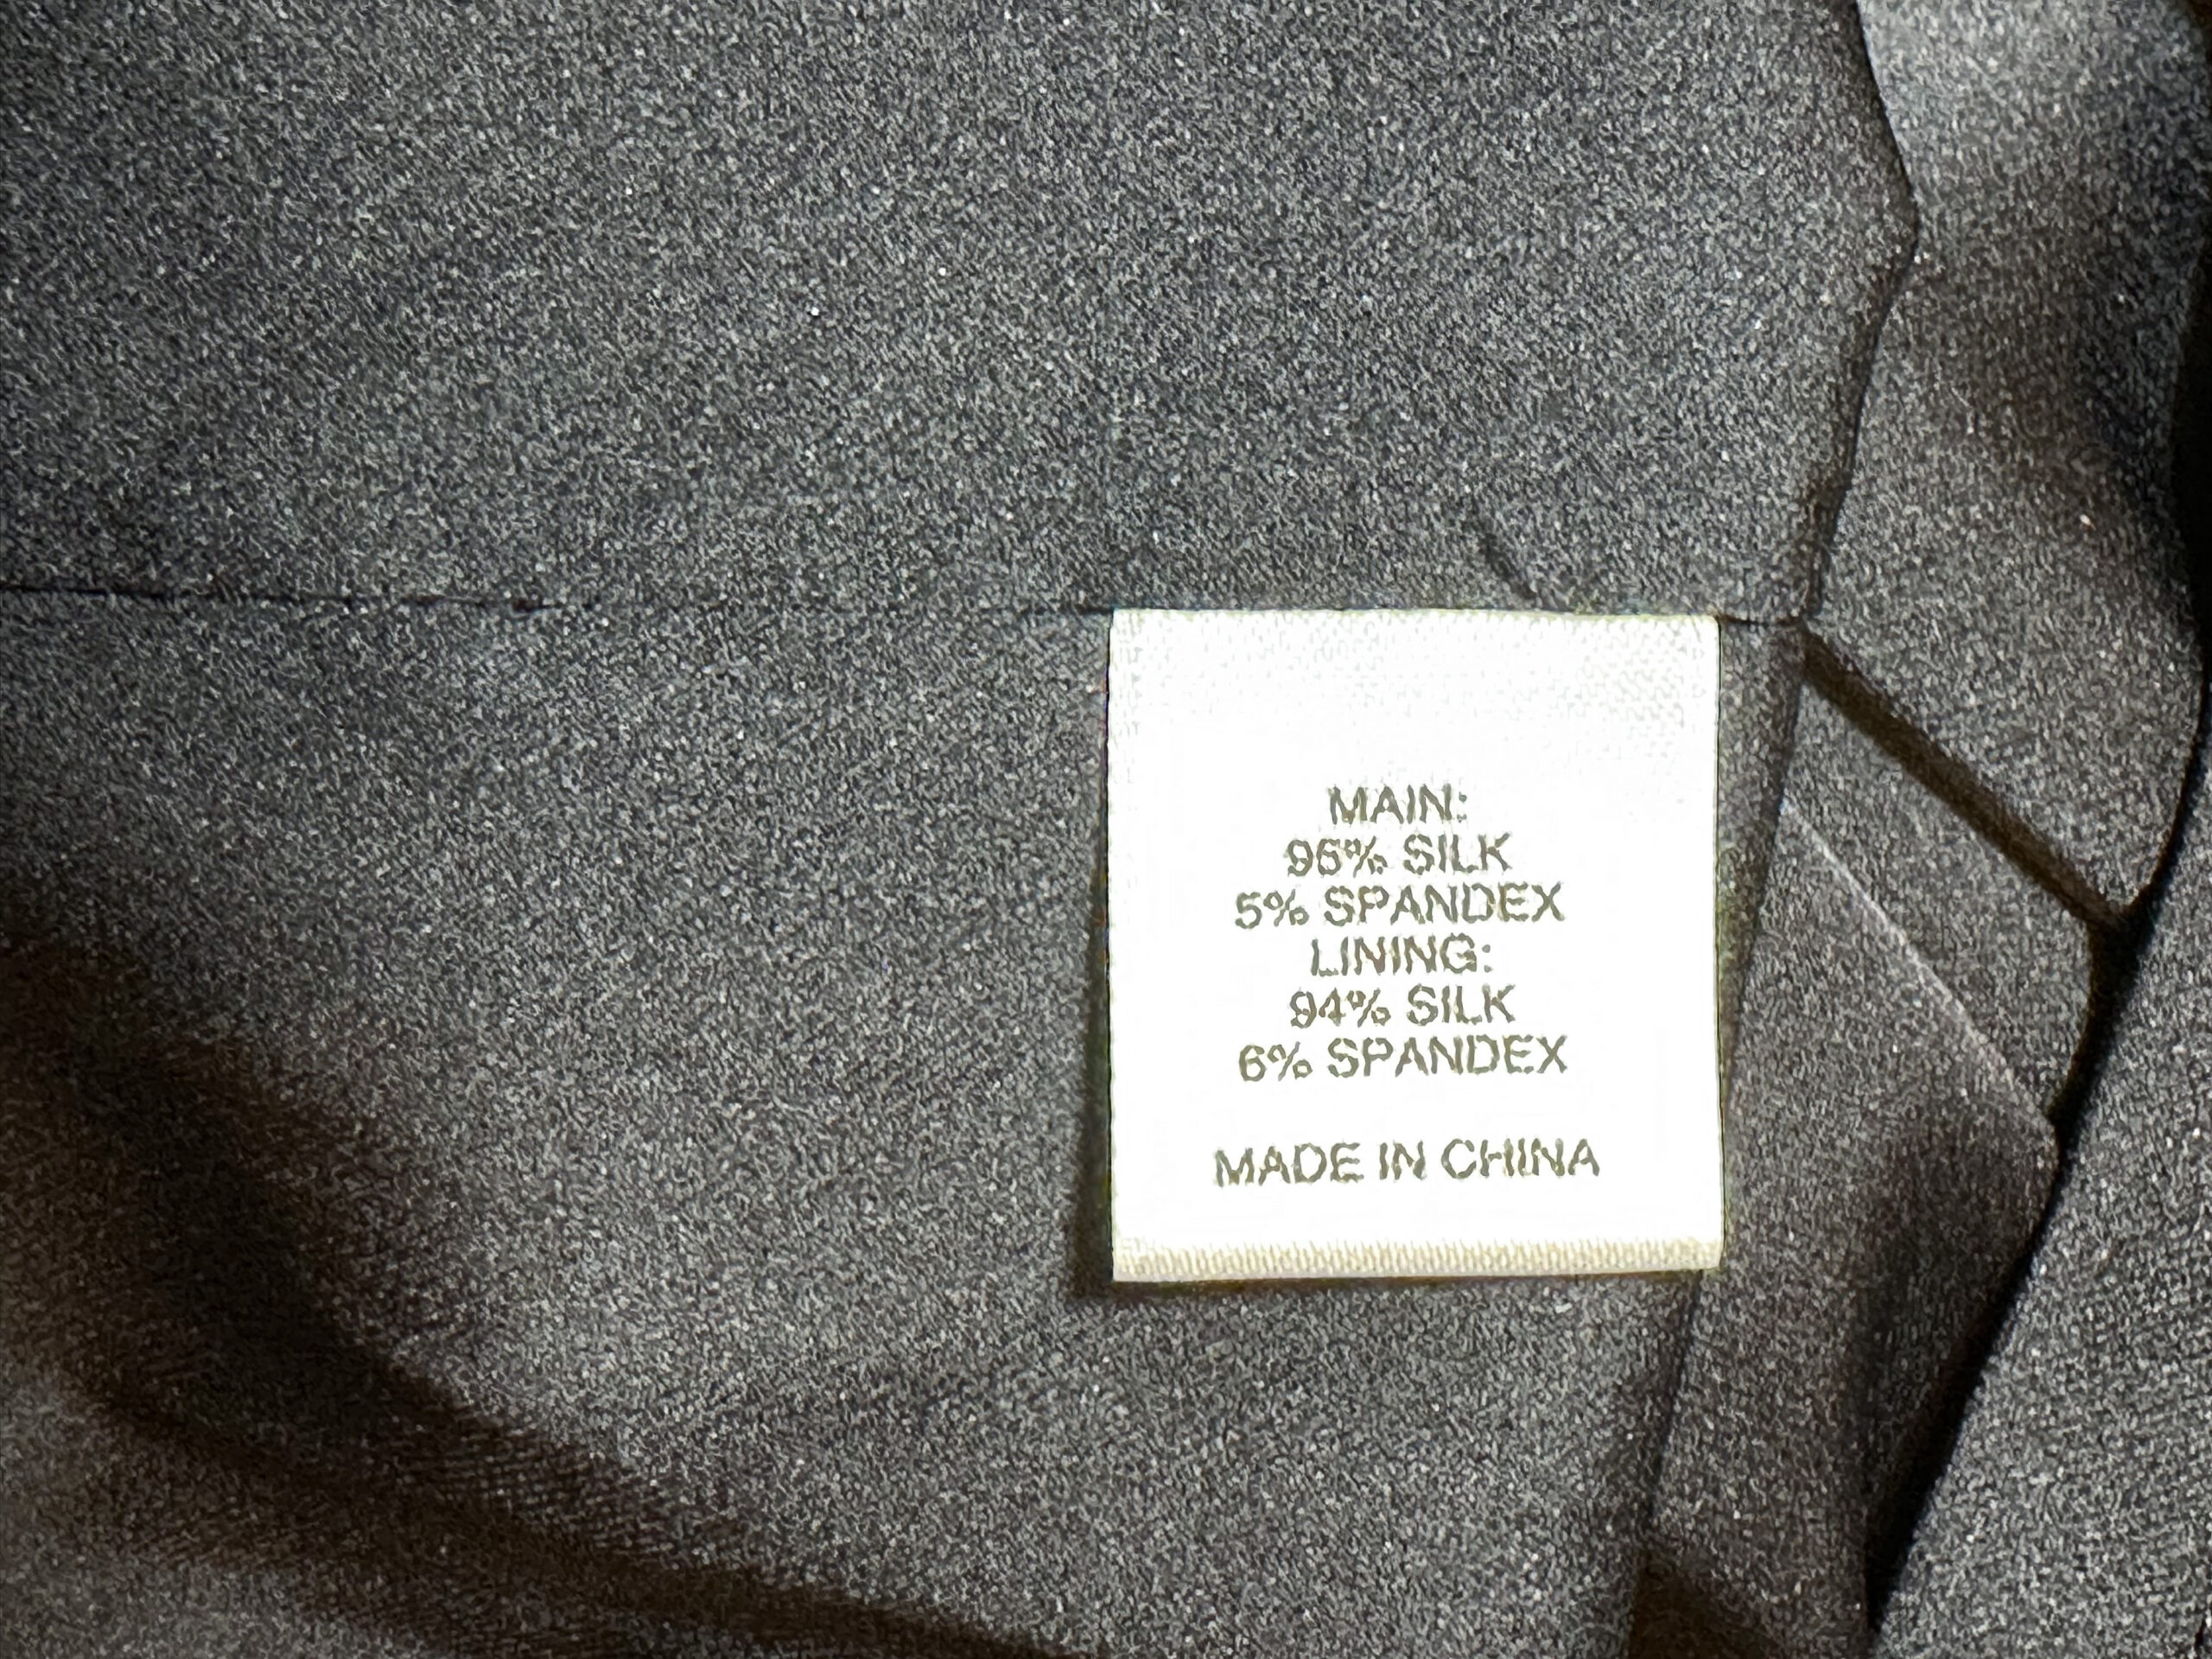 MAIN:
95% SILK
5% SPANDEX
LINING:
94% SILK
6% SPANDEX
MADE IN CHINA